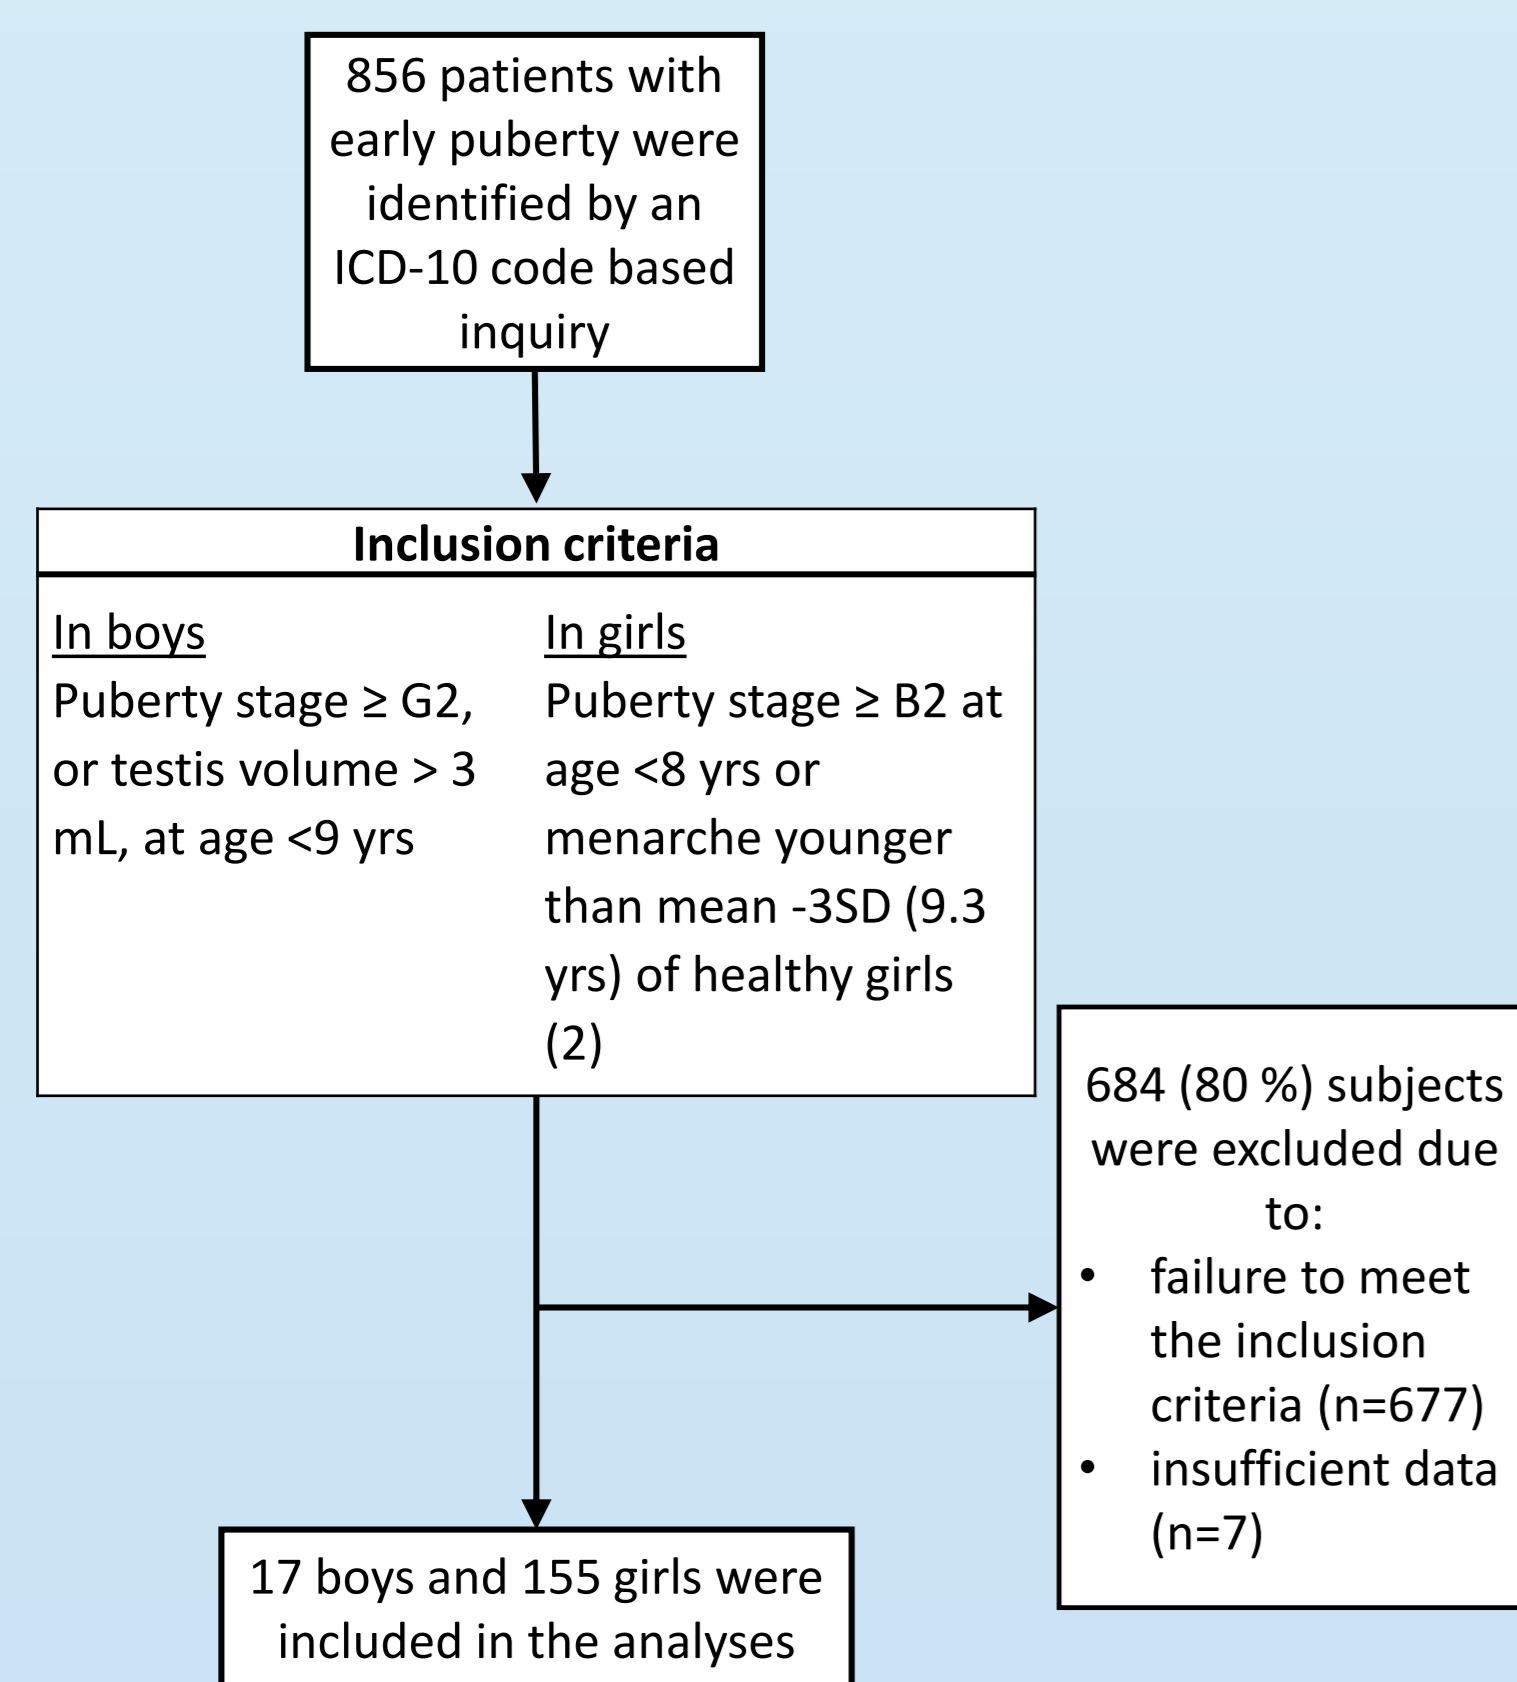 856 patients with
early puberty were
identified by an
ICD-10 code based
inquiry
Inclusion criteria
In boys
Puberty stage ≥ G2,
or testis volume > 3
mL, at age <9 yrs
In girls
Puberty stage ≥ B2 at
age <8 yrs or
menarche younger
than mean -3SD (9.3
yrs) of healthy girls
(2)
684 (80 %) subjects
were excluded due
to:
• failure to meet
the inclusion
criteria (n=677)
• insufficient data
(n=7)
17 boys and 155 girls were
included in the analyses